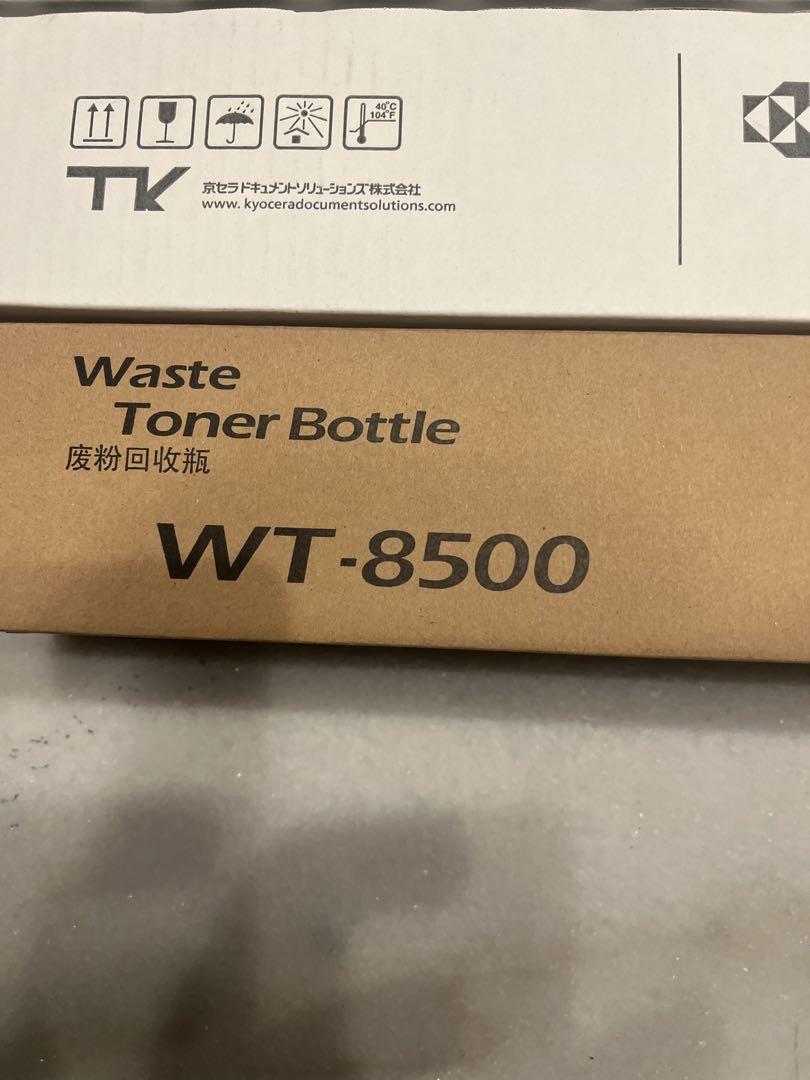 40°C
104°F
TK
京セラドキュメントソリューションズ株式会社
www. kyoceradocumentsolutions.com
Waste
Toner Bottle
废粉回收瓶
WT-8500